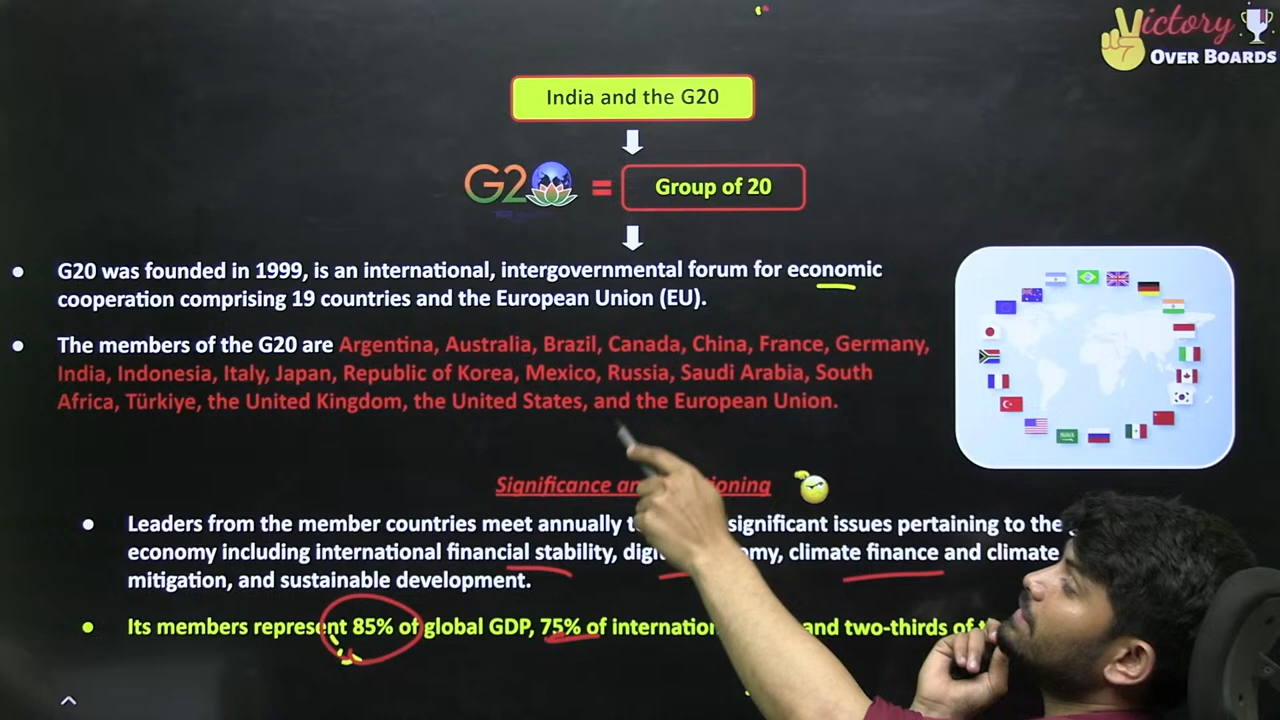 Victory
OVER BOARDS
India and the G20
G20 = Group of 20
• G20 was founded in 1999, is an international, intergovernmental forum for economic
cooperation comprising 19 countries and the European Union (EU).
• The members of the G20 are Argentina, Australia, Brazil, Canada, China, France, Germany,
India, Indonesia, Italy, Japan, Republic of Korea, Mexico, Russia, Saudi Arabia, South
Africa, Türkiye, the United Kingdom, the United States, and the European Union.
Significance
• Leaders from the member countries meet annually significant issues pertaining to the
economy including international financial stability, climate finance and climate
mitigation, and sustainable development.
• Its members represent 85% of global GDP, 75% of and two-thirds of